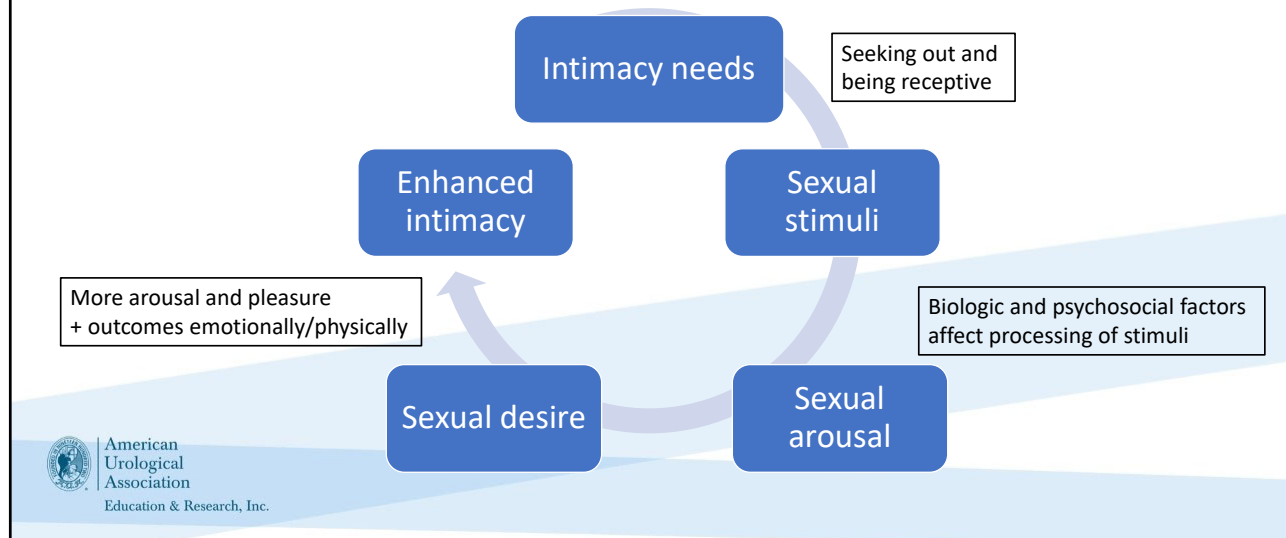 Intimacy needs
Seeking out and
being receptive
Enhanced
intimacy
Sexual
stimuli
More arousal and pleasure
+ outcomes emotionally/physically
Biologic and psychosocial factors
affect processing of stimuli
Sexual desire
Sexual
arousal
American
Urological
Association
Education & Research, Inc.